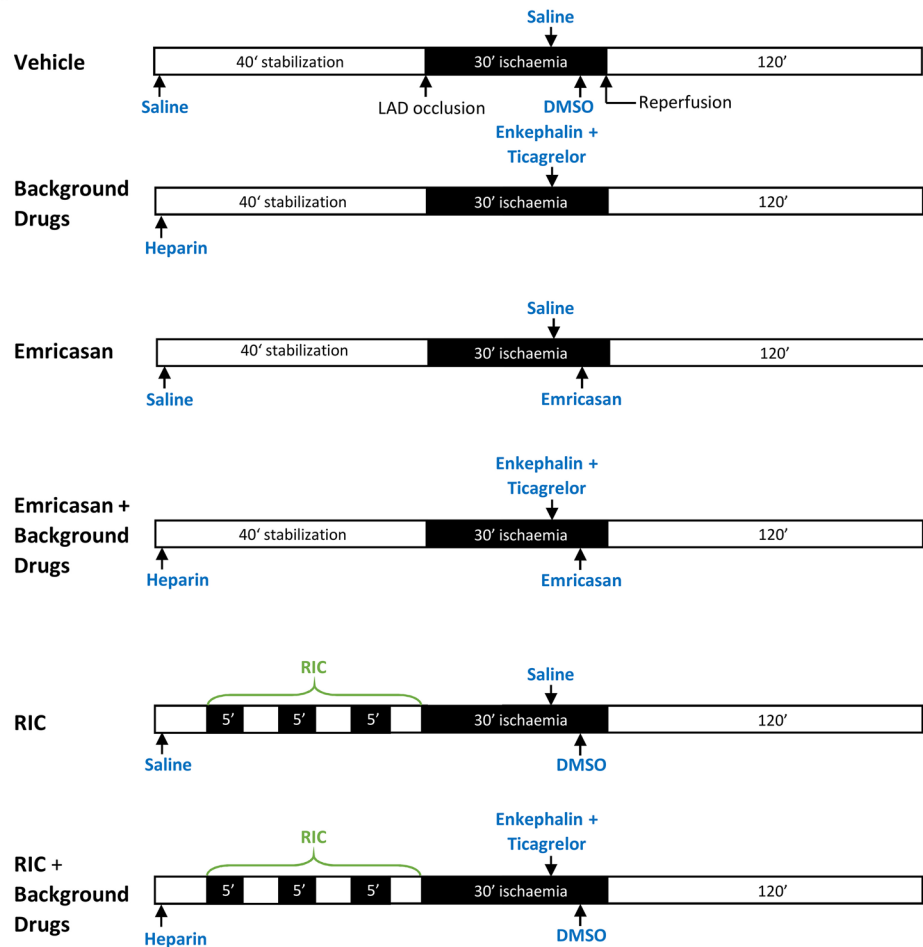 Saline
Vehicle
40‘ stabilization
30’ ischaemia
120’
Saline
LAD occlusion
DMSO
Reperfusion
Enkephalin +
Ticagrelor
Background
Drugs
40‘ stabilization
30’ ischaemia
120’
Heparin
Saline
Emricasan
40‘ stabilization
30’ ischaemia
120’
Saline
Emricasan
Enkephalin +
Ticagrelor
Emricasan +
Background
Drugs
40‘ stabilization
30’ ischaemia
120’
Heparin
Emricasan
RIC
Saline
RIC
5’
5’
5’
30’ ischaemia
120’
Saline
DMSO
Enkephalin +
Ticagrelor
RIC
RIC +
Background
Drugs
5’
5’
5’
30’ ischaemia
120’
Heparin
DMSO